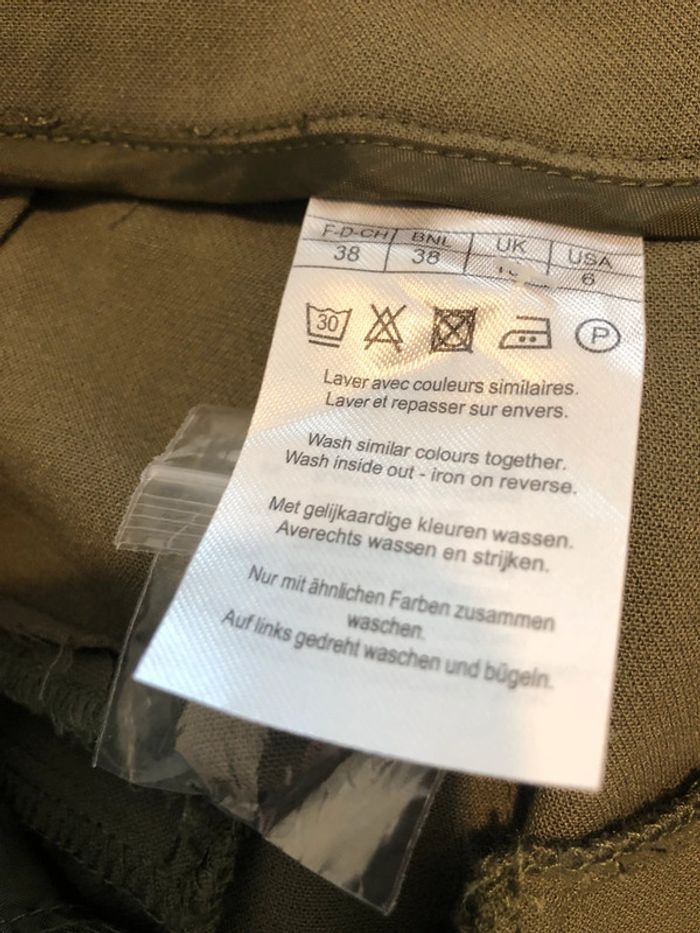 F-D-CH BNL UK USA
38 38 6
30
P
Laver avec couleurs similaires.
Laver et repasser sur envers.
Wash similar colours together.
Wash inside out - iron on reverse.
Met gelijkaardige kleuren wassen.
Averechts wassen en strijken.
Nur mit ähnlichen Farben zusammen
waschen.
Auf links gedreht waschen und bügeln.